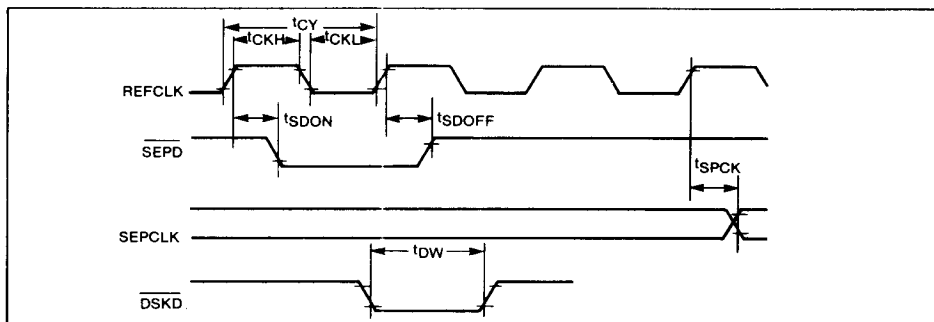 tCY
tCKH tCKL
REFCLK
tSDON tSDOFF
SEPD
tSPCK
SEPCLK
tDW
DSKD